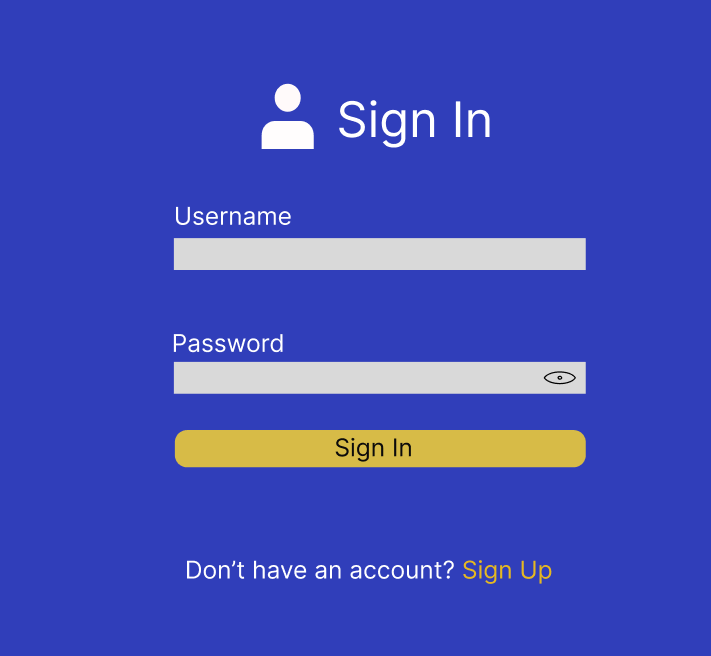 Sign In
Username
Password
Sign In
Don’t have an account? Sign Up